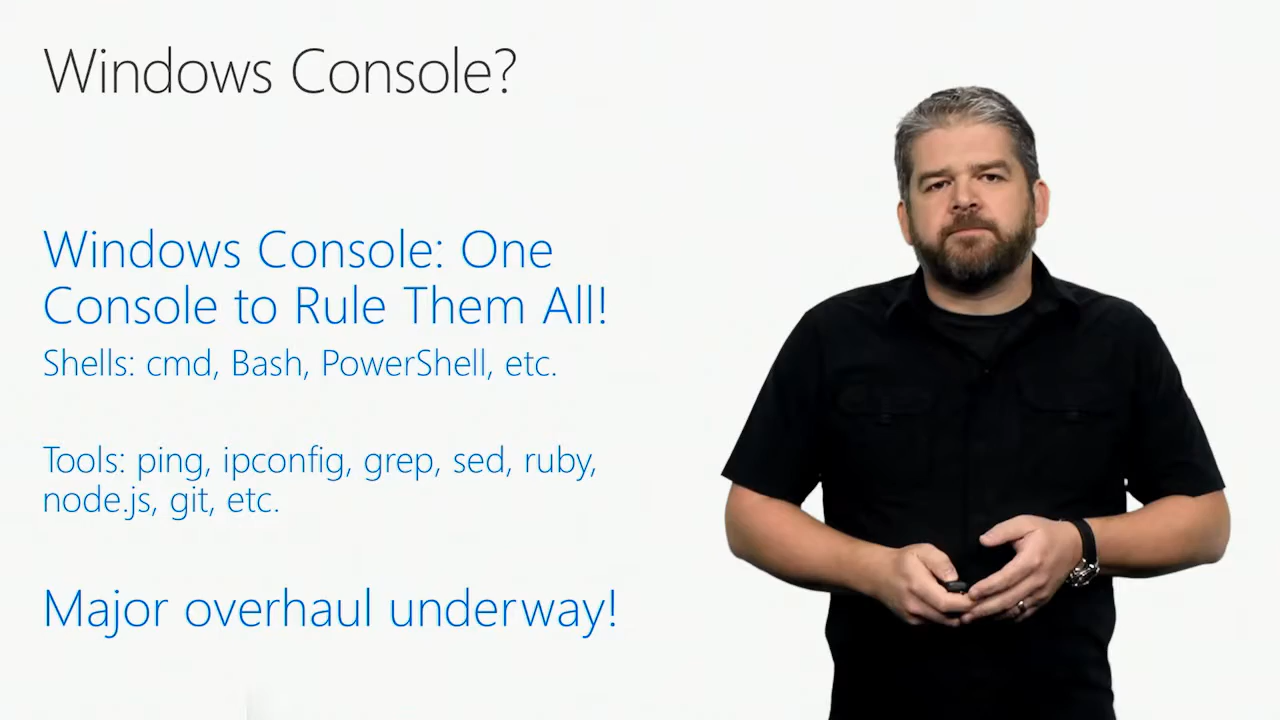 Windows Console?
Windows Console: One
Console to Rule Them All!
Shells: cmd, Bash, PowerShell, etc.
Tools: ping, ipconfig, grep, sed, ruby,
node.js, git, etc.
Major overhaul underway!